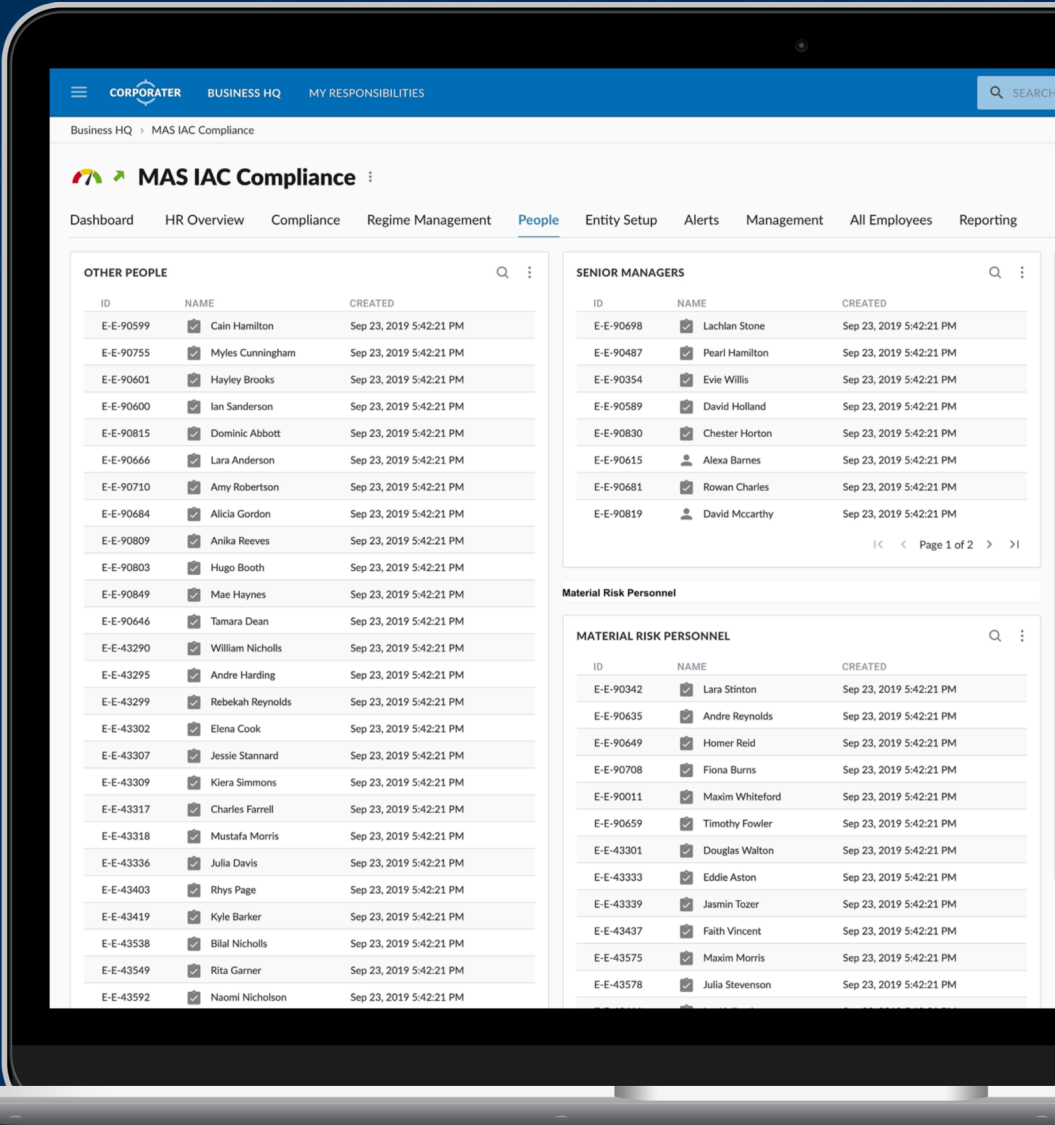 CORPORATER BUSINESS HQ MY RESPONSIBILITIES SEARCH
Business HQ > MAS IAC Compliance
MAS IAC Compliance
Dashboard HR Overview Compliance Regime Management People Entity Setup Alerts Management All Employees Reporting
OTHER PEOPLE
ID NAME CREATED
E-E-90599 Cain Hamilton Sep 23, 2019 5:42:21 PM
E-E-90755 Myles Cunningham Sep 23, 2019 5:42:21 PM
E-E-90601 Hayley Brooks Sep 23, 2019 5:42:21 PM
E-E-90600 Ian Sanderson Sep 23, 2019 5:42:21 PM
E-E-90815 Dominic Abbott Sep 23, 2019 5:42:21 PM
E-E-90666 Lara Anderson Sep 23, 2019 5:42:21 PM
E-E-90710 Amy Robertson Sep 23, 2019 5:42:21 PM
E-E-90684 Alicia Gordon Sep 23, 2019 5:42:21 PM
E-E-90809 Anika Reeves Sep 23, 2019 5:42:21 PM
E-E-90803 Hugo Booth Sep 23, 2019 5:42:21 PM
E-E-90849 Mae Haynes Sep 23, 2019 5:42:21 PM
E-E-90646 Tamara Dean Sep 23, 2019 5:42:21 PM
E-E-43290 William Nicholls Sep 23, 2019 5:42:21 PM
E-E-43295 Andre Harding Sep 23, 2019 5:42:21 PM
E-E-43299 Rebekah Reynolds Sep 23, 2019 5:42:21 PM
E-E-43302 Elena Cook Sep 23, 2019 5:42:21 PM
E-E-43307 Jessie Stannard Sep 23, 2019 5:42:21 PM
E-E-43309 Kiera Simmons Sep 23, 2019 5:42:21 PM
E-E-43317 Charles Farrell Sep 23, 2019 5:42:21 PM
E-E-43318 Mustafa Morris Sep 23, 2019 5:42:21 PM
E-E-43336 Julia Davis Sep 23, 2019 5:42:21 PM
E-E-43403 Rhys Page Sep 23, 2019 5:42:21 PM
E-E-43419 Kyle Barker Sep 23, 2019 5:42:21 PM
E-E-43538 Bilal Nicholls Sep 23, 2019 5:42:21 PM
E-E-43549 Rita Garner Sep 23, 2019 5:42:21 PM
E-E-43592 Naomi Nicholson Sep 23, 2019 5:42:21 PM
SENIOR MANAGERS
ID NAME CREATED
E-E-90698 Lachlan Stone Sep 23, 2019 5:42:21 PM
E-E-90487 Pearl Hamilton Sep 23, 2019 5:42:21 PM
E-E-90354 Evie Willis Sep 23, 2019 5:42:21 PM
E-E-90589 David Holland Sep 23, 2019 5:42:21 PM
E-E-90830 Chester Horton Sep 23, 2019 5:42:21 PM
E-E-90615 Alexa Barnes Sep 23, 2019 5:42:21 PM
E-E-90681 Rowan Charles Sep 23, 2019 5:42:21 PM
E-E-90819 David Mccarthy Sep 23, 2019 5:42:21 PM
Page 1 of 2
Material Risk Personnel
MATERIAL RISK PERSONNEL
ID NAME CREATED
E-E-90342 Lara Stinton Sep 23, 2019 5:42:21 PM
E-E-90635 Andre Reynolds Sep 23, 2019 5:42:21 PM
E-E-90649 Homer Reid Sep 23, 2019 5:42:21 PM
E-E-90708 Fiona Burns Sep 23, 2019 5:42:21 PM
E-E-90011 Maxim Whiteford Sep 23, 2019 5:42:21 PM
E-E-90659 Timothy Fowler Sep 23, 2019 5:42:21 PM
E-E-43301 Douglas Walton Sep 23, 2019 5:42:21 PM
E-E-43333 Eddie Aston Sep 23, 2019 5:42:21 PM
E-E-43339 Jasmin Tozer Sep 23, 2019 5:42:21 PM
E-E-43437 Faith Vincent Sep 23, 2019 5:42:21 PM
E-E-43575 Maxim Morris Sep 23, 2019 5:42:21 PM
E-E-43578 Julia Stevenson Sep 23, 2019 5:42:21 PM